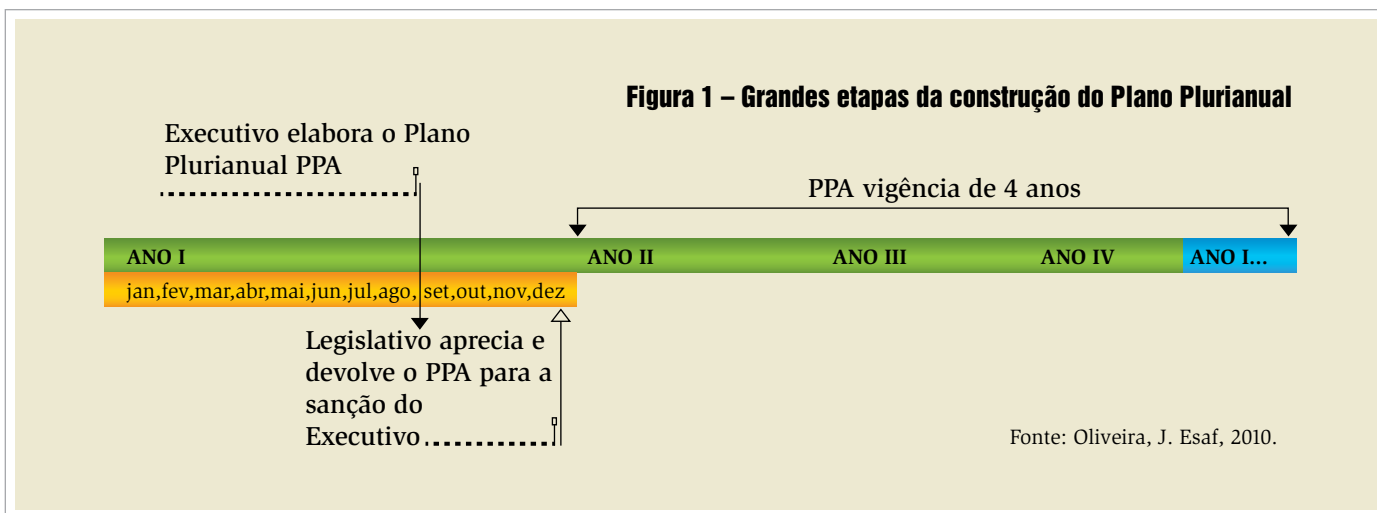 Figura 1 – Grandes etapas da construção do Plano Plurianual
Executivo elabora o Plano
Plurianual PPA
PPA vigência de 4 anos
ANO I
ANO II
ANO III
ANO IV
ANO I...
jan,fev,mar,abr,mai,jun,jul,ago, set,out,nov,dez
Legislativo aprecia e
devolve o PPA para a
sanção do
Executivo
Fonte: Oliveira, J. Esaf, 2010.